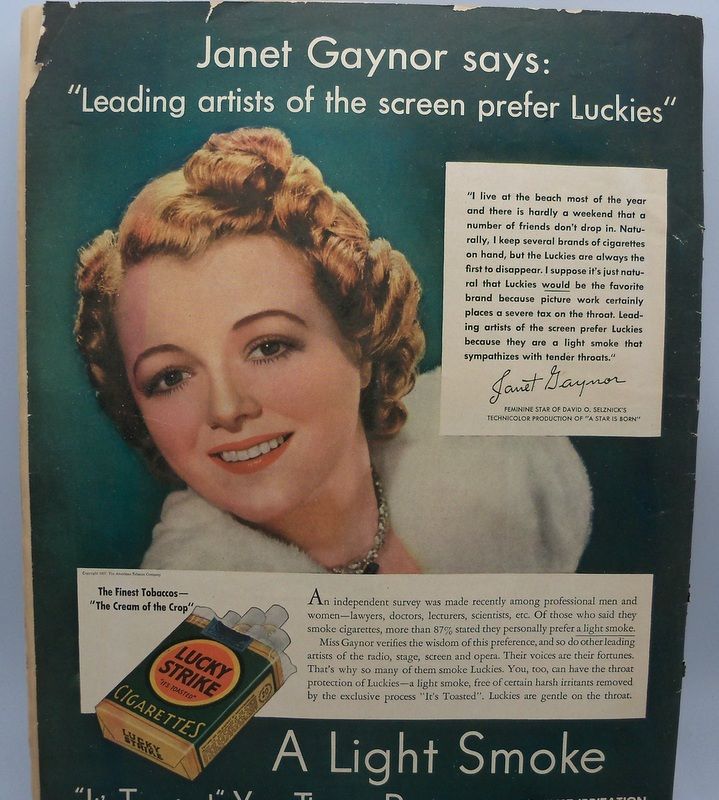 Janet Gaynor says:
"Leading artists of the screen prefer Luckies"
"I live at the beach most of the year
and there is hardly a weekend that a
number of friends don't drop in. Natu-
rally, I keep several brands of cigarettes
on hand, but the Luckies are always the
first to disappear. I suppose it's just natu-
ral that Luckies would be the favorite
brand because picture work certainly
places a severe tax on the throat. Lead-
ing artists of the screen prefer Luckies
because they are a light smoke that
sympathizes with tender throats."
Janet Gaynor
FEMININE STAR OF DAVID O. SELZNICK'S
TECHNICOLOR PRODUCTION OF "A STAR IS BORN"
Copyright 1937, The American Tobacco Company
The Finest Tobaccos—
"The Cream of the Crop"
An independent survey was made recently among professional men and
women—lawyers, doctors, lecturers, scientists, etc. Of those who said they
smoke cigarettes, more than 87% stated they personally prefer a light smoke.
Miss Gaynor verifies the wisdom of this preference, and so do other leading
artists of the radio, stage, screen and opera. Their voices are their fortunes.
That's why so many of them smoke Luckies. You, too, can have the throat
protection of Luckies—a light smoke, free of certain harsh irritants removed
by the exclusive process "It's Toasted". Luckies are gentle on the throat.
LUCKY
STRIKE
"IT'S TOASTED"
CIGARETTES
LUCKY
STRIKE
A Light Smoke